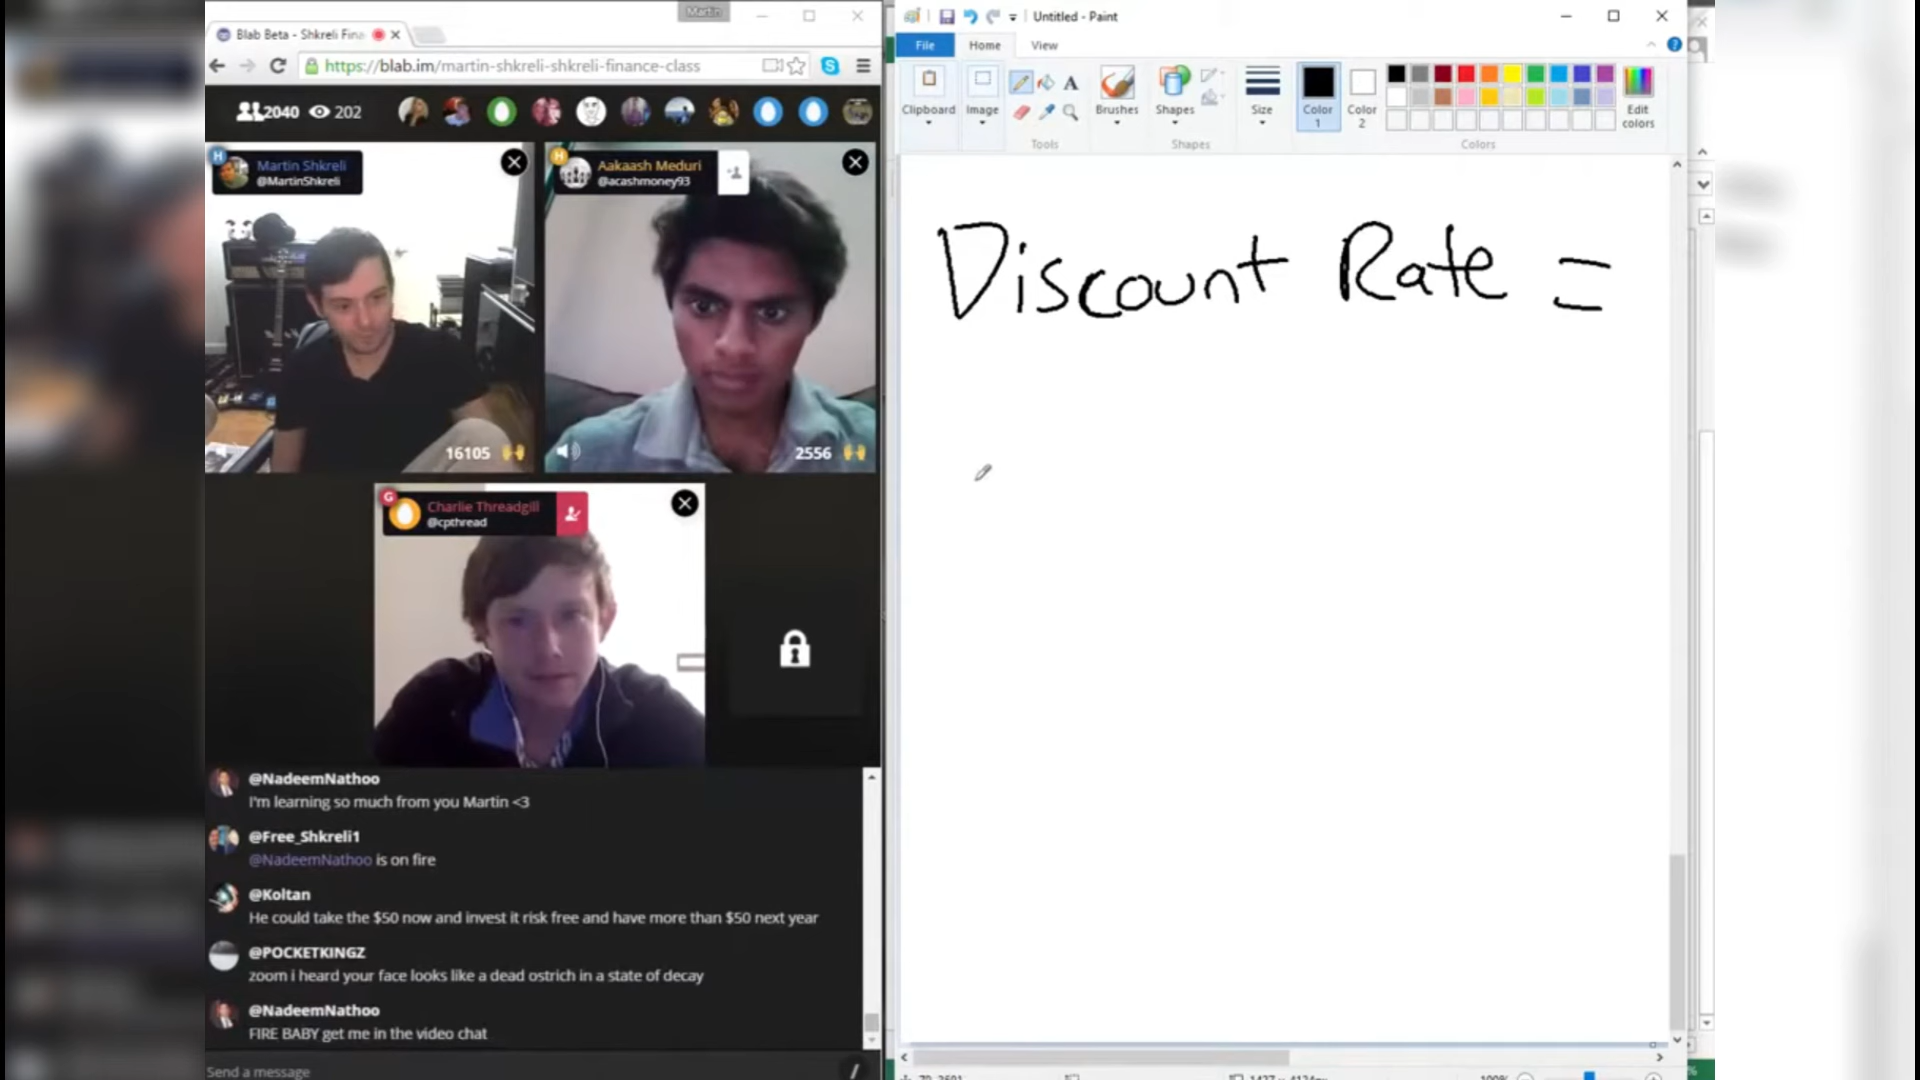 Martin
Blab Beta - Shkreli Fina
https://blab.im/martin-shkreli-shkreli-finance-class
2040 202
Martin Shkreli
@MartinShkreli
16105
Aakaash Meduri
@acashmoney93
2556
G
Charlie Threadgill
@cpthread
@NadeemNathoo
I'm learning so much from you Martin <3
@Free_Shkreli1
@NadeemNathoo is on fire
@Koltan
He could take the $50 now and invest it risk free and have more than $50 next year
@POCKETKINGZ
zoom i heard your face looks like a dead ostrich in a state of decay
@NadeemNathoo
FIRE BABY get me in the video chat
Send a message
Untitled - Paint
File Home View
Clipboard Image Brushes Shapes Size Color 1 Color 2 Edit colors
Tools Shapes Colors
Discount Rate =
100%